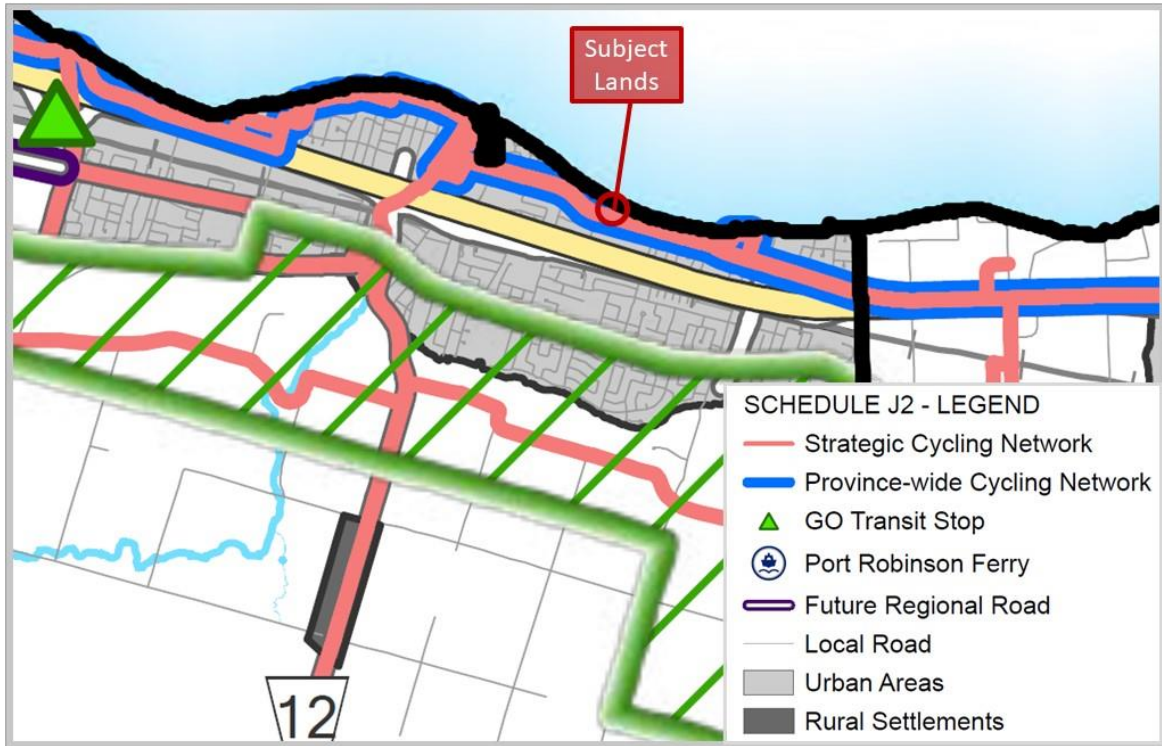 Subject
Lands
SCHEDULE J2 - LEGEND
Strategic Cycling Network
Province-wide Cycling Network
GO Transit Stop
Port Robinson Ferry
Future Regional Road
Local Road
Urban Areas
Rural Settlements
12